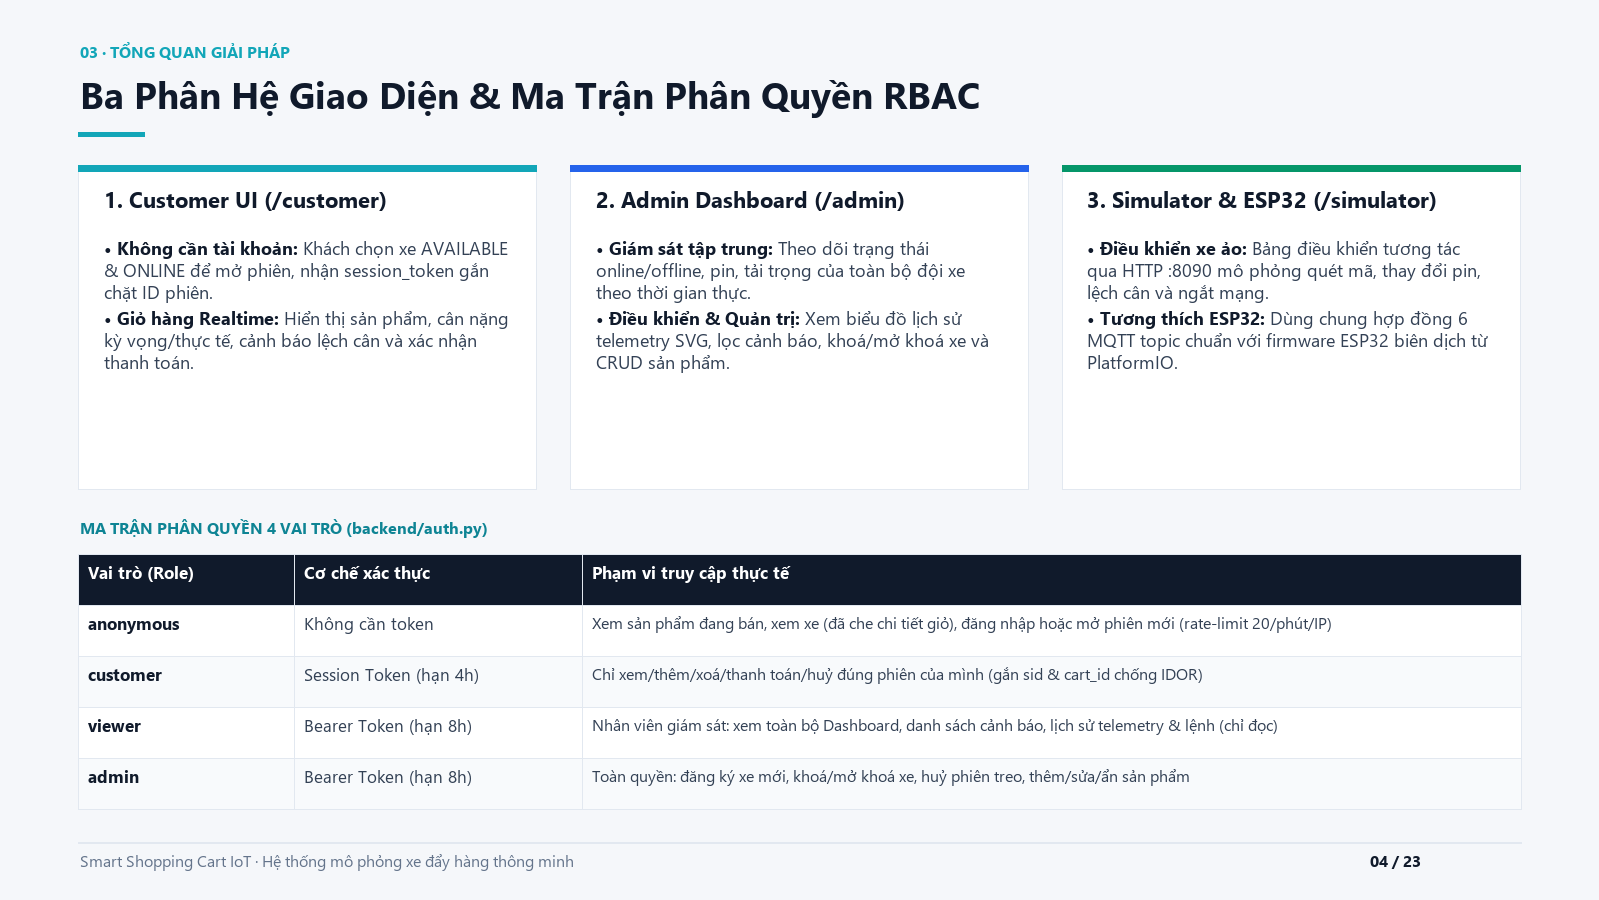 03 · TỔNG QUAN GIẢI PHÁP
Ba Phân Hệ Giao Diện & Ma Trận Phân Quyền RBAC
1. Customer UI (/customer)
• Không cần tài khoản: Khách chọn xe AVAILABLE
& ONLINE để mở phiên, nhận session_token gắn
chặt ID phiên.
• Giỏ hàng Realtime: Hiển thị sản phẩm, cân nặng
kỳ vọng/thực tế, cảnh báo lệch cân và xác nhận
thanh toán.
2. Admin Dashboard (/admin)
• Giám sát tập trung: Theo dõi trạng thái
online/offline, pin, tải trọng của toàn bộ đội xe
theo thời gian thực.
• Điều khiển & Quản trị: Xem biểu đồ lịch sử
telemetry SVG, lọc cảnh báo, khoá/mở khoá xe và
CRUD sản phẩm.
3. Simulator & ESP32 (/simulator)
• Điều khiển xe ảo: Bảng điều khiển tương tác
qua HTTP :8090 mô phỏng quét mã, thay đổi pin,
lệch cân và ngắt mạng.
• Tương thích ESP32: Dùng chung hợp đồng 6
MQTT topic chuẩn với firmware ESP32 biên dịch từ
PlatformIO.
MA TRẬN PHÂN QUYỀN 4 VAI TRÒ (backend/auth.py)
Vai trò (Role) Cơ chế xác thực Phạm vi truy cập thực tế
anonymous Không cần token Xem sản phẩm đang bán, xem xe (đã che chi tiết giỏ), đăng nhập hoặc mở phiên mới (rate-limit 20/phút/IP)
customer Session Token (hạn 4h) Chỉ xem/thêm/xoá/thanh toán/huỷ đúng phiên của mình (gắn sid & cart_id chống IDOR)
viewer Bearer Token (hạn 8h) Nhân viên giám sát: xem toàn bộ Dashboard, danh sách cảnh báo, lịch sử telemetry & lệnh (chỉ đọc)
admin Bearer Token (hạn 8h) Toàn quyền: đăng ký xe mới, khoá/mở khoá xe, huỷ phiên treo, thêm/sửa/ẩn sản phẩm
Smart Shopping Cart IoT · Hệ thống mô phỏng xe đẩy hàng thông minh
04 / 23